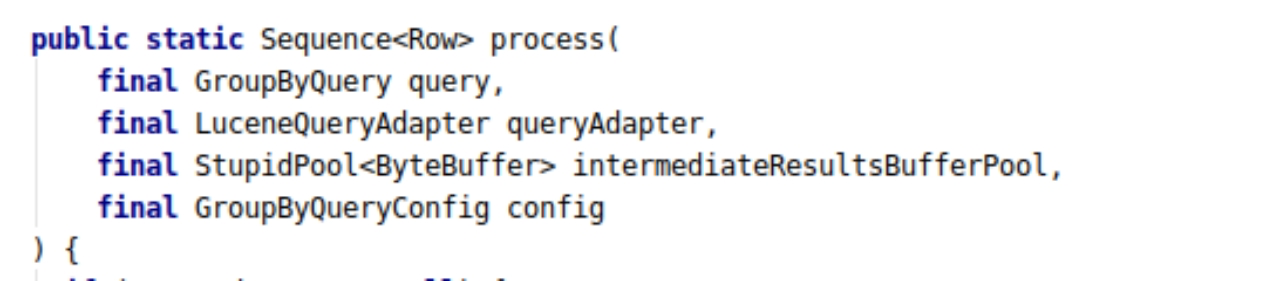 public static Sequence<Row> process(
final GroupByQuery query,
final LuceneQueryAdapter queryAdapter,
final StupidPool<ByteBuffer> intermediateResultsBufferPool,
final GroupByQueryConfig config
) {